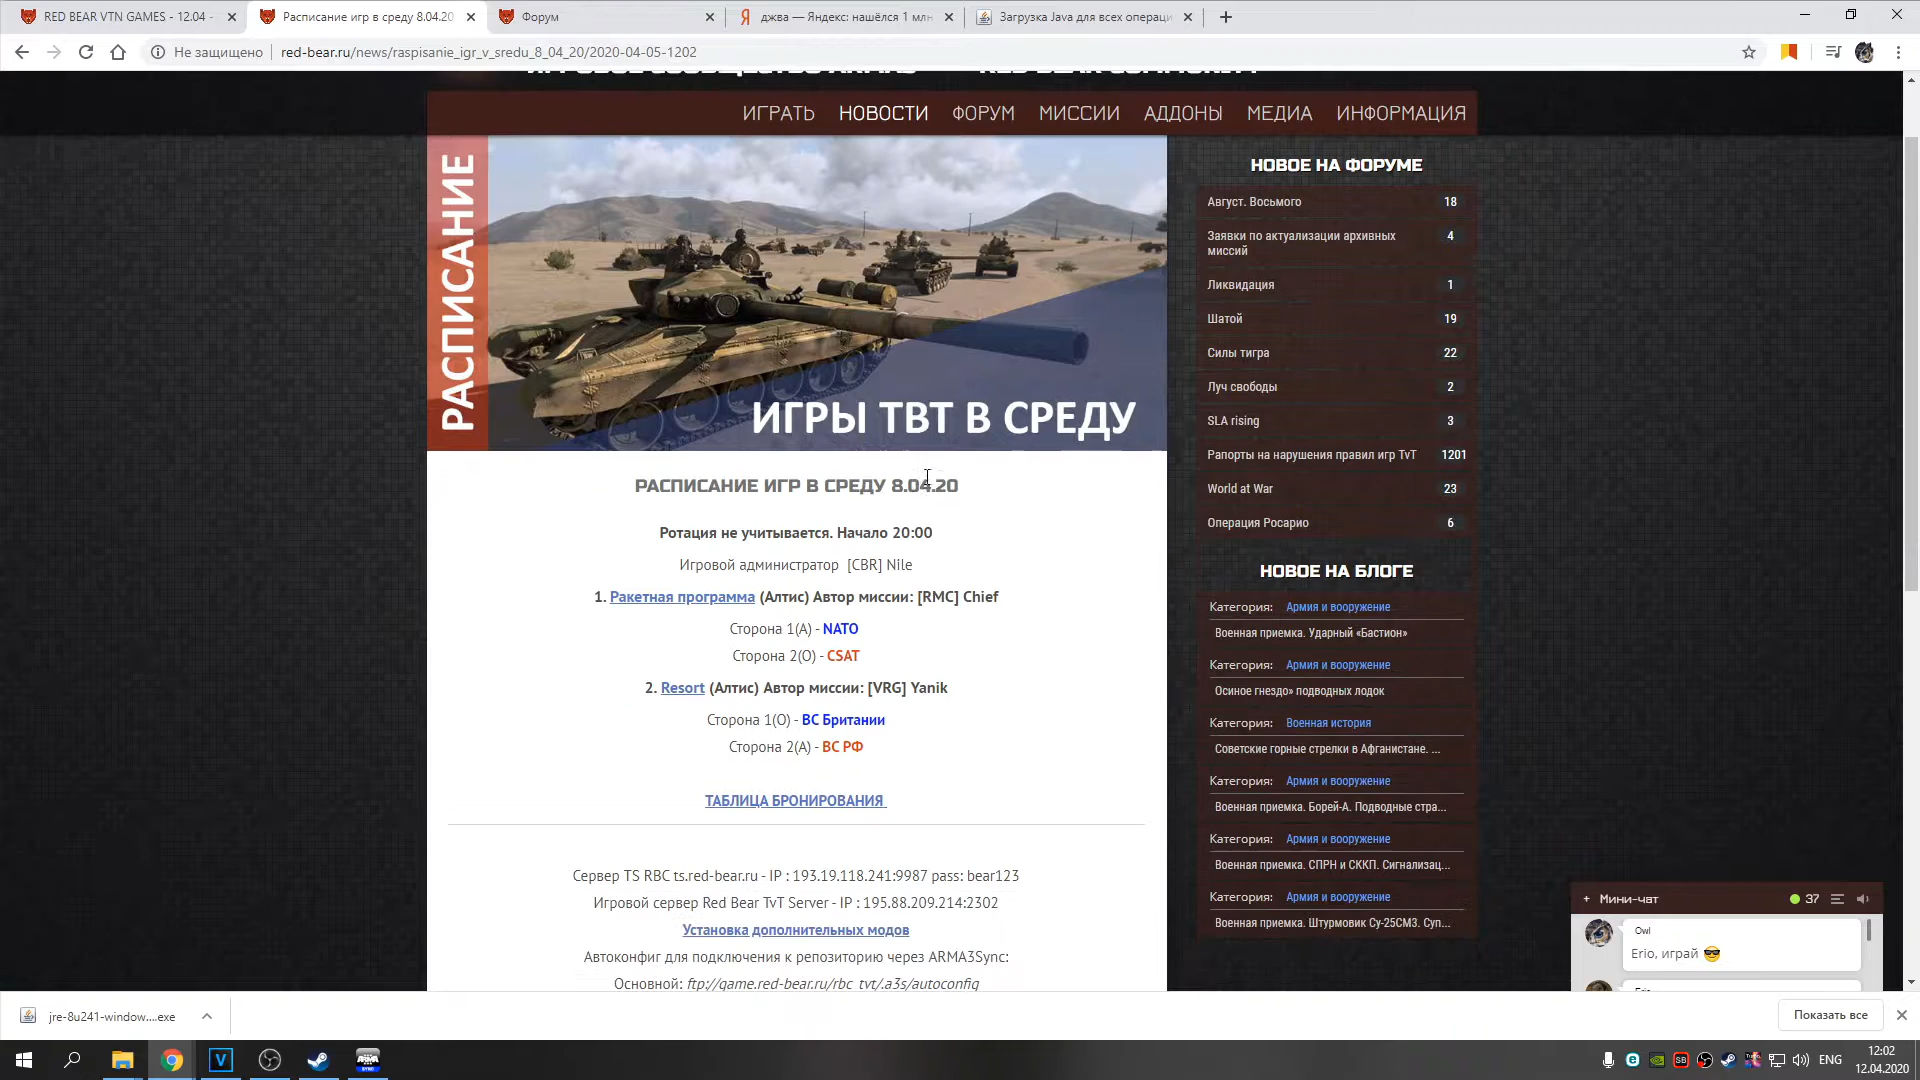 RED BEAR VTN GAMES - 12.04 -
Расписание игр в среду 8.04.20
Форум
джва — Яндекс: нашёлся 1 млн
Загрузка Java для всех операци
Не защищено
red-bear.ru/news/raspisanie_igr_v_sredu_8_04_20/2020-04-05-1202
ИГРОВОЕ СООБЩЕСТВО ARMA3
RED BEAR COMMUNITY
ИГРАТЬ НОВОСТИ ФОРУМ МИССИИ АДДОНЫ МЕДИА ИНФОРМАЦИЯ
РАСПИСАНИЕ
ИГРЫ ТВТ В СРЕДУ
РАСПИСАНИЕ ИГР В СРЕДУ 8.04.20
Ротация не учитывается. Начало 20:00
Игровой администратор [CBR] Nile
1. Ракетная программа (Алтис) Автор миссии: [RMC] Chief
Сторона 1(А) - NATO
Сторона 2(О) - CSAT
2. Resort (Алтис) Автор миссии: [VRG] Yanik
Сторона 1(О) - ВС Британии
Сторона 2(А) - ВС РФ
ТАБЛИЦА БРОНИРОВАНИЯ
Сервер TS RBC ts.red-bear.ru - IP : 193.19.118.241:9987 pass: bear123
Игровой сервер Red Bear TvT Server - IP : 195.88.209.214:2302
Установка дополнительных модов
Автоконфиг для подключения к репозиторию через ARMA3Sync:
Основной: ftp://game.red-bear.ru/rbc_tvt/.a3s/autoconfig
НОВОЕ НА ФОРУМЕ
Август. Восьмого 18
Заявки по актуализации архивных 4
миссий
Ликвидация 1
Шатой 19
Силы тигра 22
Луч свободы 2
SLA rising 3
Рапорты на нарушения правил игр TvT 1201
World at War 23
Операция Росарио 6
НОВОЕ НА БЛОГЕ
Категория: Армия и вооружение
Военная приемка. Ударный «Бастион»
Категория: Армия и вооружение
Осиное гнездо» подводных лодок
Категория: Военная история
Советские горные стрелки в Афганистане. ...
Категория: Армия и вооружение
Военная приемка. Борей-А. Подводные стра...
Категория: Армия и вооружение
Военная приемка. СПРН и СККП. Сигнализац...
Категория: Армия и вооружение
Военная приемка. Штурмовик Су-25СМ3. Суп...
+ Мини-чат 37
Owl
Erio, играй
jre-8u241-window....exe
Показать все
ENG
12:02
12.04.2020